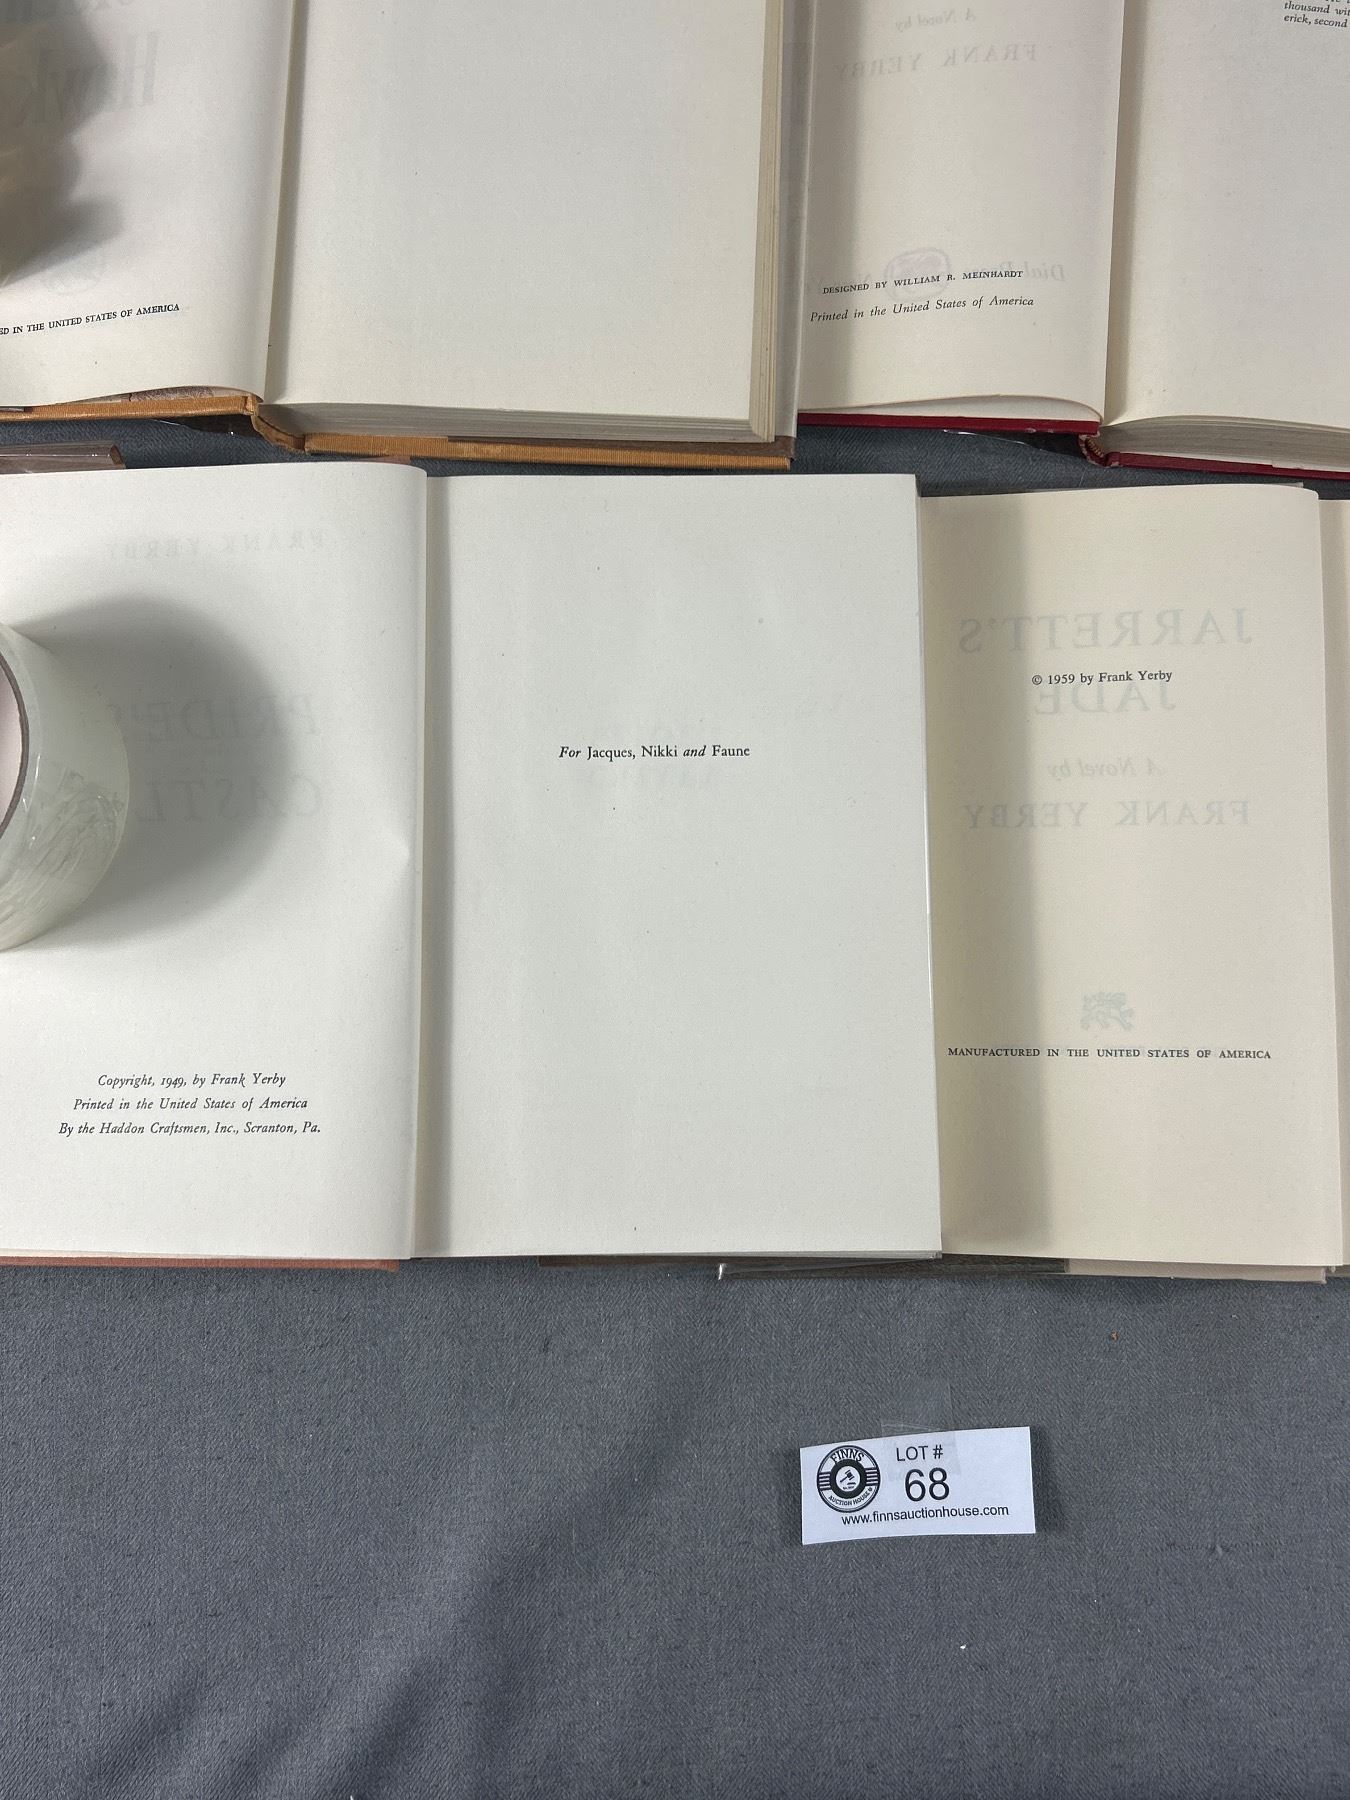 Hawk
ED IN THE UNITED STATES OF AMERICA
A Novel by
FRANK YERBY
DESIGNED BY WILLIAM R. MEINHARDT
Printed in the United States of America
thousand wit
erick, second
FRANK YERBY
PRIDE'S
CASTL
Copyright, 1949, by Frank Yerby
Printed in the United States of America
By the Haddon Craftsmen, Inc., Scranton, Pa.
For Jacques, Nikki and Faune
JARRETT'S
© 1959 by Frank Yerby
JADE
A Novel by
FRANK YERBY
MANUFACTURED IN THE UNITED STATES OF AMERICA
FINNS
AUCTION HOUSE
LOT #
68
www.finnsauctionhouse.com